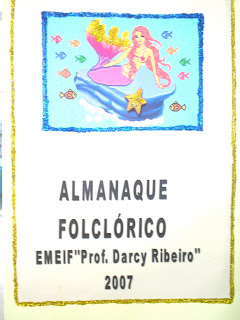 ALMANAQUE
FOLCLÓRICO
EMEIF"Prof. Darcy Ribeiro"
2007